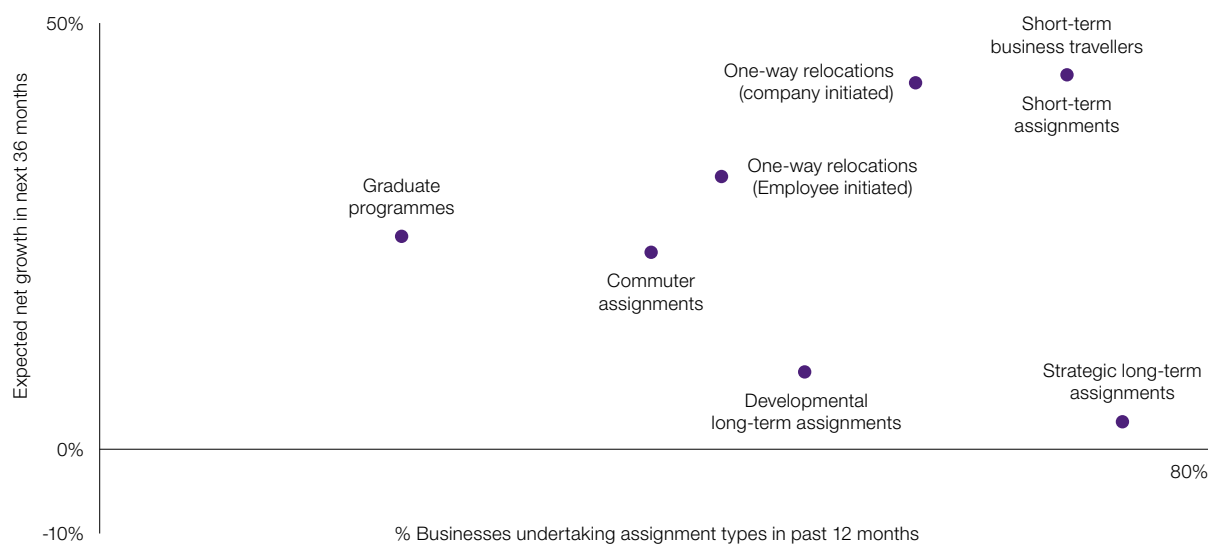 50%
Short-term
business travellers
One-way relocations
(company initiated)
Short-term
assignments
One-way relocations
(Employee initiated)
Graduate
programmes
Commuter
assignments
Expected net growth in next 36 months
Strategic long-term
assignments
Developmental
long-term assignments
0%
80%
-10%
% Businesses undertaking assignment types in past 12 months